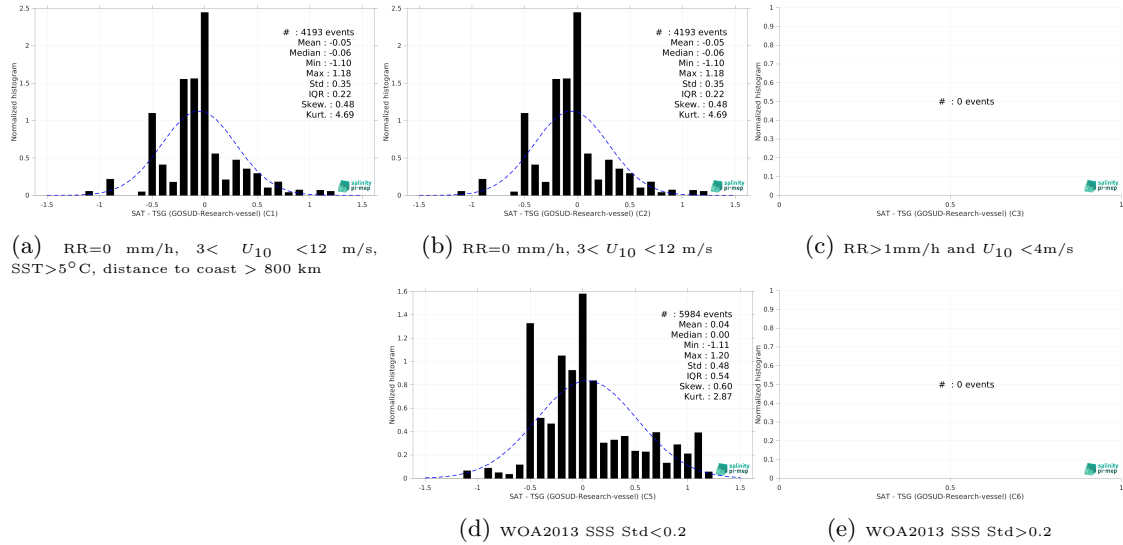 2.5
2
1.5
1
0.5
0
Normalized histogram
# : 4193 events
Mean : -0.05
Median : -0.06
Min : -1.10
Max : 1.18
Std : 0.35
IQR : 0.22
Skew. : 0.48
Kurt. : 4.69
salinity
pi-mep
-1.5 -1 -0.5 0 0.5 1 1.5
SAT - TSG (GOSUD-Research-vessel) (C1)
(a) RR=0 mm/h, 3< U10 <12 m/s,
SST>5°C, distance to coast > 800 km
2.5
2
1.5
1
0.5
0
Normalized histogram
# : 4193 events
Mean : -0.05
Median : -0.06
Min : -1.10
Max : 1.18
Std : 0.35
IQR : 0.22
Skew. : 0.48
Kurt. : 4.69
salinity
pi-mep
-1.5 -1 -0.5 0 0.5 1 1.5
SAT - TSG (GOSUD-Research-vessel) (C2)
(b) RR=0 mm/h, 3< U10 <12 m/s
1
0.9
0.8
0.7
0.6
0.5
0.4
0.3
0.2
0.1
0
Normalized histogram
# : 0 events
salinity
pi-mep
0 0.5 1
SAT - TSG (GOSUD-Research-vessel) (C3)
(c) RR>1mm/h and U10 <4m/s
1.6
1.4
1.2
1
0.8
0.6
0.4
0.2
0
Normalized histogram
# : 5984 events
Mean : 0.04
Median : 0.00
Min : -1.11
Max : 1.20
Std : 0.48
IQR : 0.54
Skew. : 0.60
Kurt. : 2.87
salinity
pi-mep
-1.5 -1 -0.5 0 0.5 1 1.5
SAT - TSG (GOSUD-Research-vessel) (C5)
(d) WOA2013 SSS Std<0.2
1
0.9
0.8
0.7
0.6
0.5
0.4
0.3
0.2
0.1
0
Normalized histogram
# : 0 events
salinity
pi-mep
0 0.5 1
SAT - TSG (GOSUD-Research-vessel) (C6)
(e) WOA2013 SSS Std>0.2